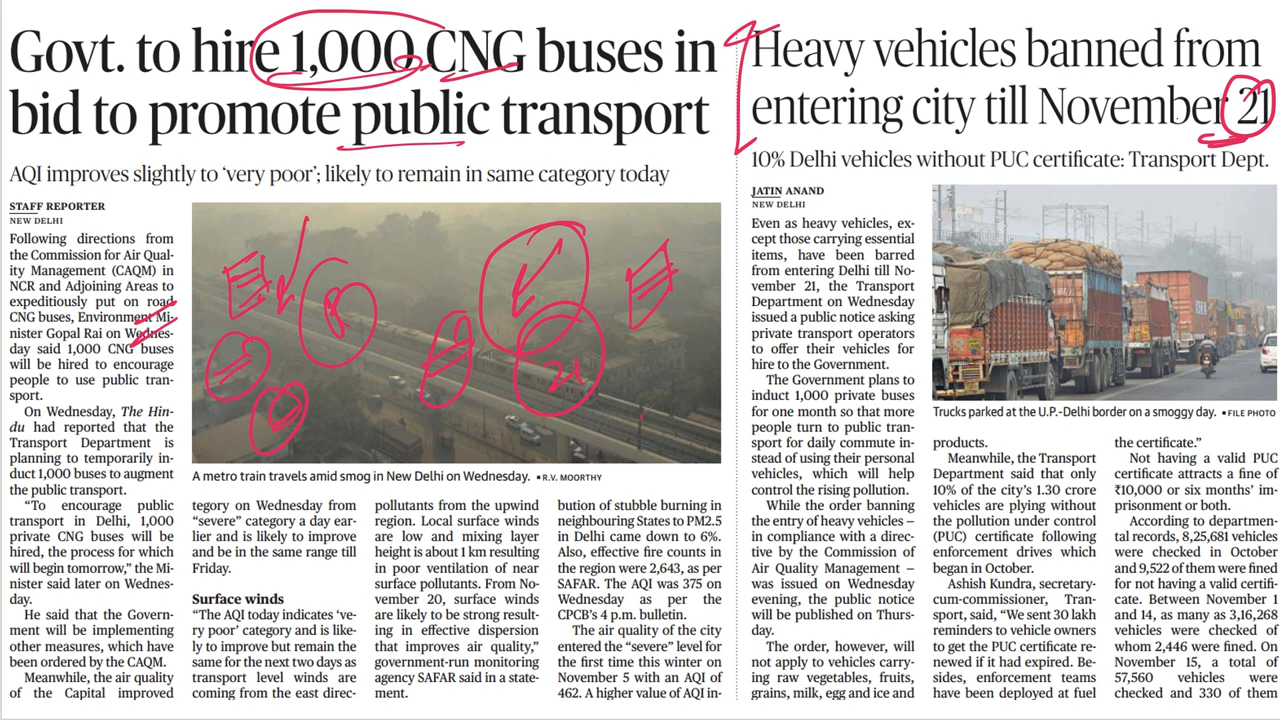 Govt. to hire 1,000 CNG buses in
bid to promote public transport
AQI improves slightly to ‘very poor’; likely to remain in same category today
STAFF REPORTER
NEW DELHI
Following directions from
the Commission for Air Qual-
ity Management (CAQM) in
NCR and Adjoining Areas to
expeditiously put on road
CNG buses, Environment Mi-
nister Gopal Rai on Wednes-
day said 1,000 CNG buses
will be hired to encourage
people to use public tran-
sport.
On Wednesday, The Hin-
du had reported that the
Transport Department is
planning to temporarily in-
duct 1,000 buses to augment
the public transport.
“To encourage public
transport in Delhi, 1,000
private CNG buses will be
hired, the process for which
will begin tomorrow,” the Mi-
nister said later on Wednes-
day.
He said that the Govern-
ment will be implementing
other measures, which have
been ordered by the CAQM.
Meanwhile, the air quality
of the Capital improved
A metro train travels amid smog in New Delhi on Wednesday. ▪ R.V. MOORTHY
tegory on Wednesday from
“severe” category a day ear-
lier and is likely to improve
and be in the same range till
Friday.
Surface winds
“The AQI today indicates ‘ve-
ry poor’ category and is like-
ly to improve but remain the
same for the next two days as
transport level winds are
coming from the east direc-
pollutants from the upwind
region. Local surface winds
are low and mixing layer
height is about 1 km resulting
in poor ventilation of near
surface pollutants. From No-
vember 20, surface winds
are likely to be strong result-
ing in effective dispersion
that improves air quality,”
government-run monitoring
agency SAFAR said in a state-
ment.
bution of stubble burning in
neighbouring States to PM2.5
in Delhi came down to 6%.
Also, effective fire counts in
the region were 2,643, as per
SAFAR. The AQI was 375 on
Wednesday as per the
CPCB’s 4 p.m. bulletin.
The air quality of the city
entered the “severe” level for
the first time this winter on
November 5 with an AQI of
462. A higher value of AQI in-
Heavy vehicles banned from
entering city till November 21
10% Delhi vehicles without PUC certificate: Transport Dept.
JATIN ANAND
NEW DELHI
Even as heavy vehicles, ex-
cept those carrying essential
items, have been barred
from entering Delhi till No-
vember 21, the Transport
Department on Wednesday
issued a public notice asking
private transport operators
to offer their vehicles for
hire to the Government.
The Government plans to
induct 1,000 private buses
for one month so that more
people turn to public tran-
sport for daily commute in-
stead of using their personal
vehicles, which will help
control the rising pollution.
While the order banning
the entry of heavy vehicles –
in compliance with a direc-
tive by the Commission of
Air Quality Management –
was issued on Wednesday
evening, the public notice
will be published on Thurs-
day.
The order, however, will
not apply to vehicles carry-
ing raw vegetables, fruits,
grains, milk, egg and ice and
Trucks parked at the U.P.-Delhi border on a smoggy day. ▪ FILE PHOTO
products.
Meanwhile, the Transport
Department said that only
10% of the city’s 1.30 crore
vehicles are plying without
the pollution under control
(PUC) certificate following
enforcement drives which
began in October.
Ashish Kundra, secretary-
cum-commissioner, Tran-
sport, said, “We sent 30 lakh
reminders to vehicle owners
to get the PUC certificate re-
newed if it had expired. Be-
sides, enforcement teams
have been deployed at fuel
the certificate.”
Not having a valid PUC
certificate attracts a fine of
₹10,000 or six months’ im-
prisonment or both.
According to departmen-
tal records, 8,25,681 vehicles
were checked in October
and 9,522 of them were fined
for not having a valid certifi-
cate. Between November 1
and 14, as many as 3,16,268
vehicles were checked of
whom 2,446 were fined. On
November 15, a total of
57,560 vehicles were
checked and 330 of them